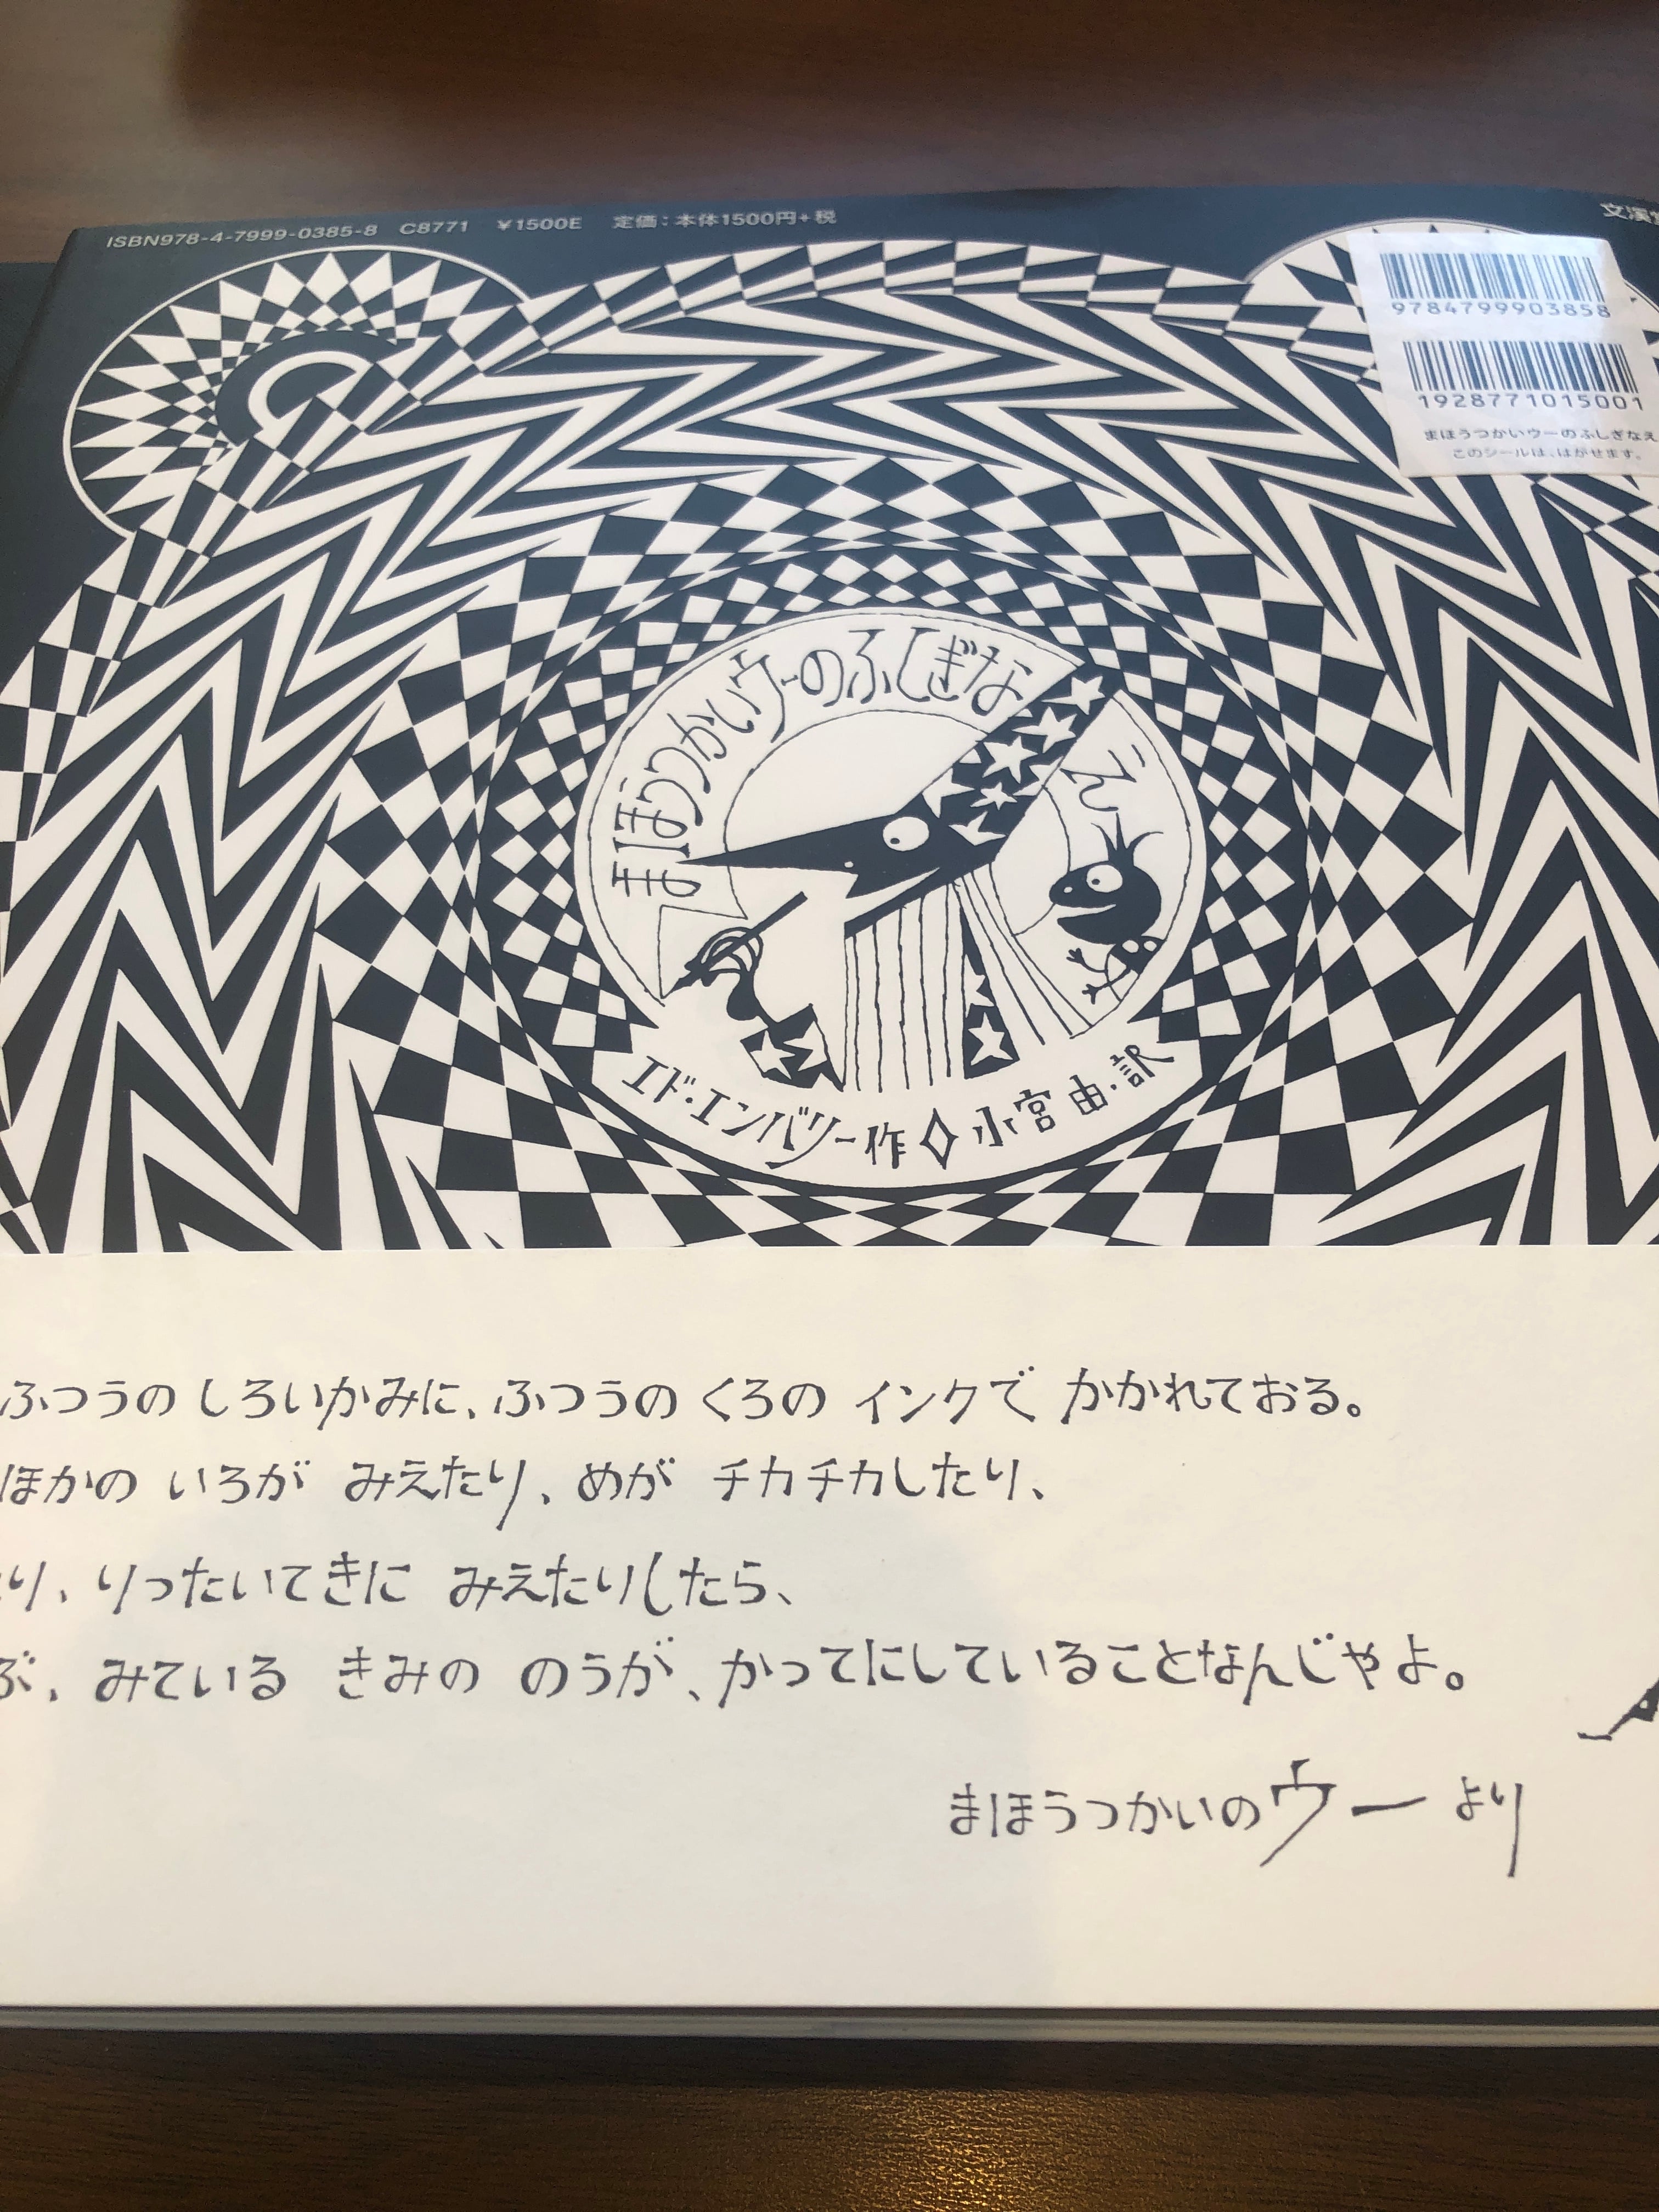 ISBN978-4-7999-0385-8 C8771 ¥1500E 定価：本体1500円+税
文溪
9784799903858
1928771015001
まほうつかいウーのふしぎなえ
このシールは、はがせます。
まほうつかいウーのふしぎな
え
エド・エンバリー作◇小宮由・訳
ふつうの しろいかみに、ふつうの くろの インクで かかれておる。
ほかの いろが みえたり、めが チカチカしたり、
り、りったいてきに みえたりしたら、
ぶ、みている きみの のうが、かってにしていることなんじゃよ。
まほうつかいのウー より